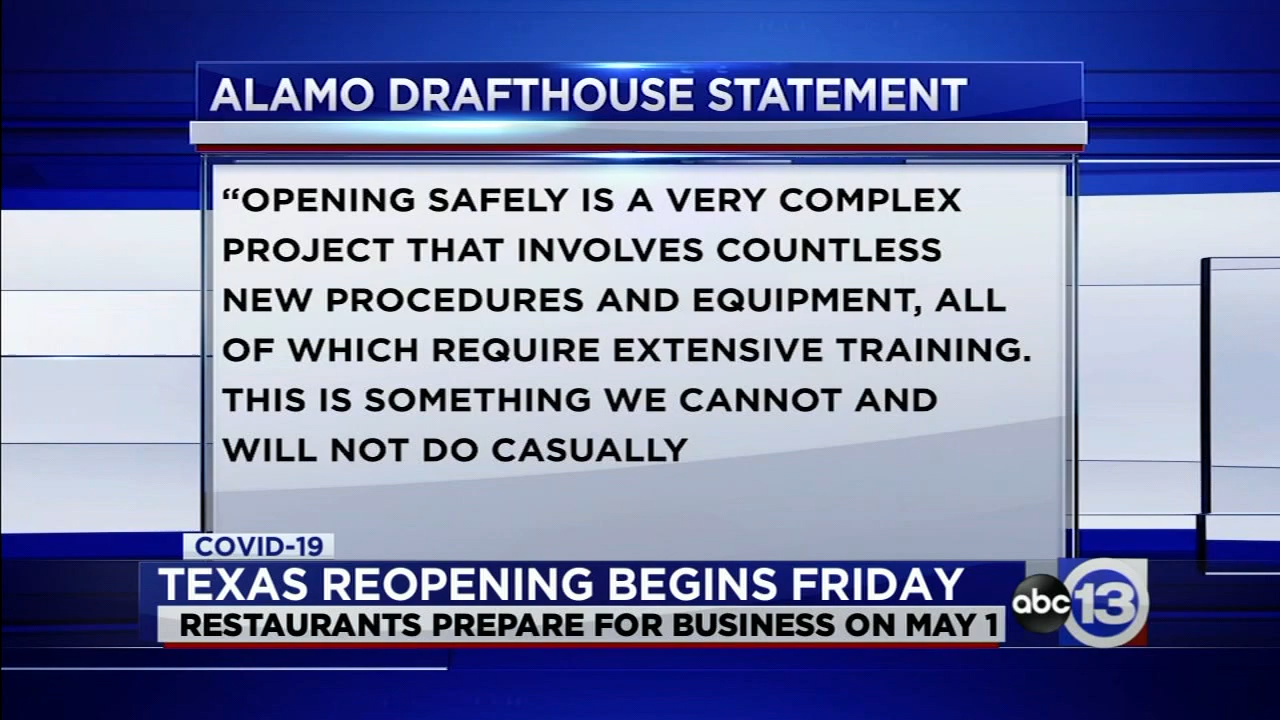 ALAMO DRAFTHOUSE STATEMENT
“OPENING SAFELY IS A VERY COMPLEX
PROJECT THAT INVOLVES COUNTLESS
NEW PROCEDURES AND EQUIPMENT, ALL
OF WHICH REQUIRE EXTENSIVE TRAINING.
THIS IS SOMETHING WE CANNOT AND
WILL NOT DO CASUALLY
COVID-19
TEXAS REOPENING BEGINS FRIDAY
RESTAURANTS PREPARE FOR BUSINESS ON MAY 1
abc 13